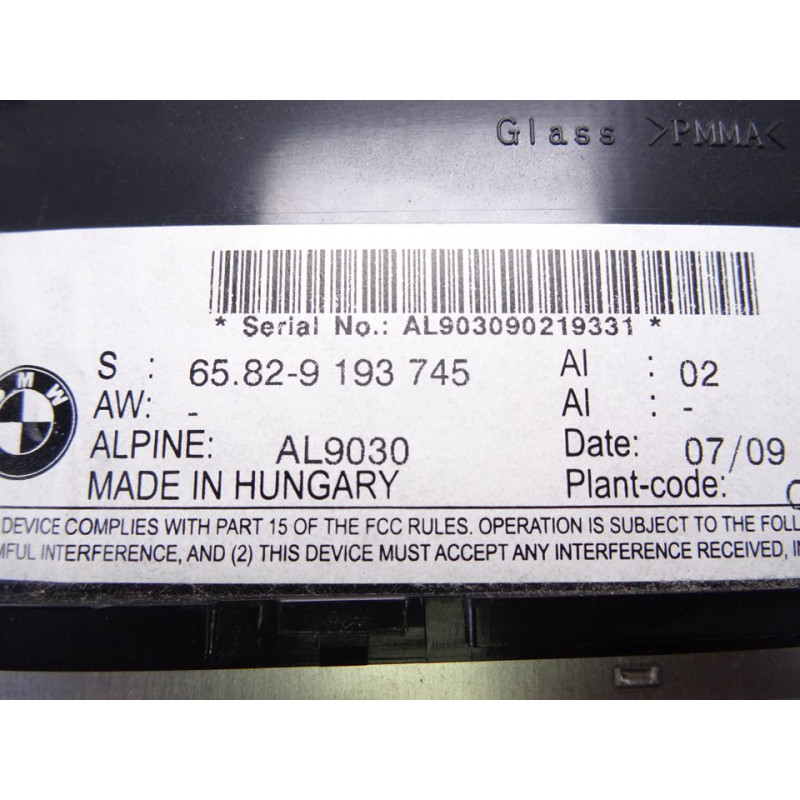 Glass >PMMA<
* Serial No.: AL903090219331 *
S : 65.82-9 193 745 AI : 02
BMW
AW: - AI : -
ALPINE: AL9030 Date: 07/09
MADE IN HUNGARY Plant-code:
DEVICE COMPLIES WITH PART 15 OF THE FCC RULES. OPERATION IS SUBJECT TO THE
INTERFERENCE, AND (2) THIS DEVICE MUST ACCEPT ANY INTERFERENCE RECEIVED,